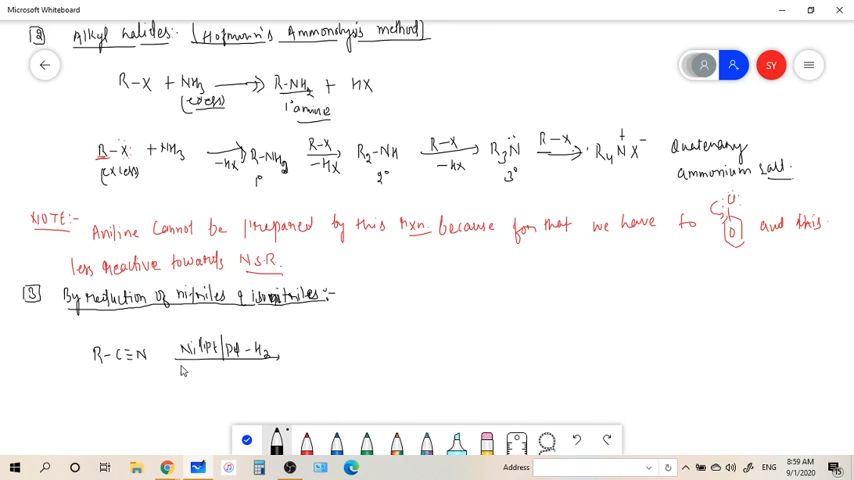 Microsoft Whiteboard
2 Alkyl halides:- [Hofmann's Ammonolysis method]
R-X + NH3 → R-NH2 + HX
(excess) 1° amine
R-X: + NH3 → -HX R-NH2 R-X → -HX R2-NH R-X → -HX R3N̈ R-X → R4N+ X- Quaternary
(excess) 1° 2° 3° ammonium salt.
NOTE:- Aniline Cannot be prepared by this rxn. because for that we have to Cl and this
less reactive towards N.S.R.
3 By reduction of nitriles & isonitriles:-
R-C≡N Ni/Pt/Pd-H2 →
SY
Address
ENG
8:59 AM
9/1/2020
15